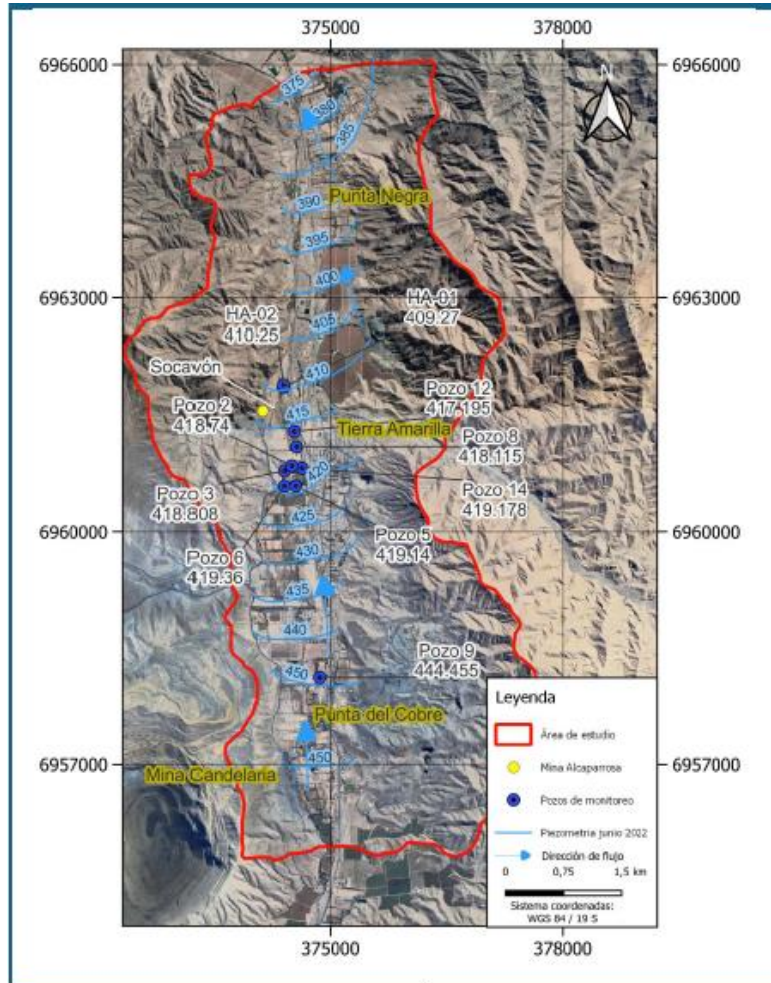 375000
378000
6966000
6966000
N
375
380
385
390
Punta Negra
395
400
6963000
6963000
HA-02
410.25
HA-01
409.27
405
Socavón
410
Pozo 2
418.74
415
Pozo 12
417.195
Tierra Amarilla
Pozo 8
418.115
Pozo 3
418.808
420
Pozo 14
419.178
6960000
6960000
425
Pozo 5
419.14
Pozo 6
419.36
430
435
440
Pozo 9
444.455
450
Punta del Cobre
6957000
6957000
450
Mina Candelaria
Leyenda
Área de estudio
Mina Alcaparrosa
Pozos de monitoreo
Piezometría junio 2022
Dirección de flujo
0 0,75 1,5 km
Sistema coordenadas:
WGS 84 / 19 S
375000
378000